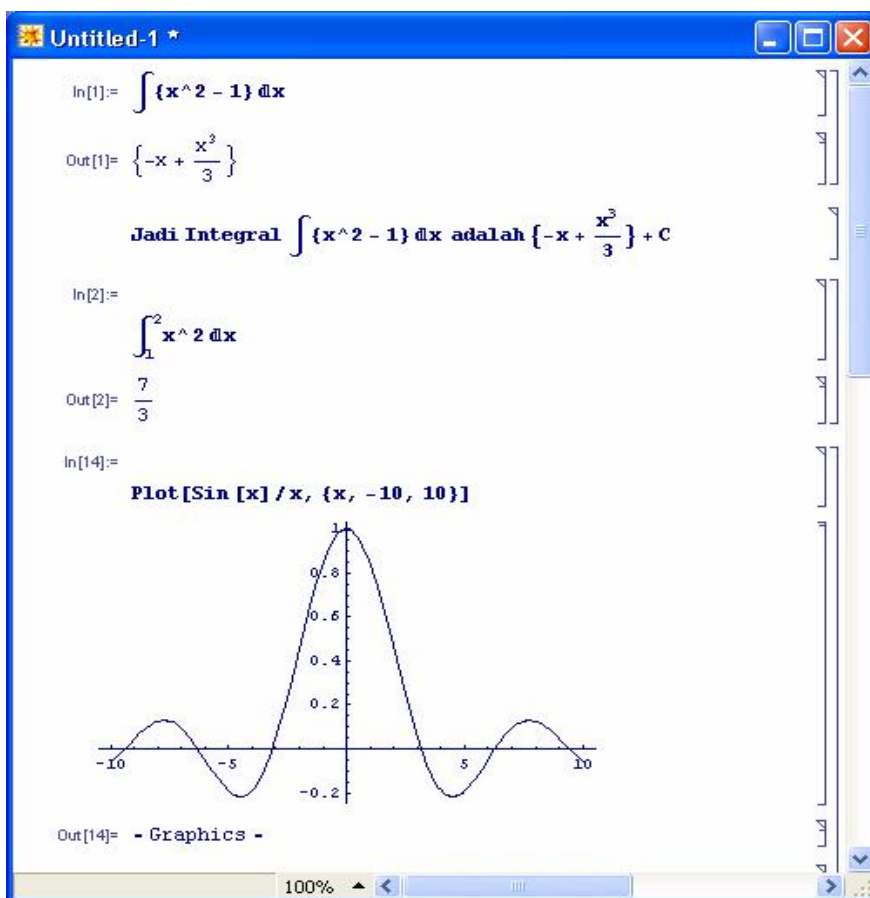 Untitled-1 *
In[1]:= ∫{x^2 - 1} ⅆx
Out[1]= {-x + x³/3}
Jadi Integral ∫{x^2 - 1} ⅆx adalah {-x + x³/3} + C
In[2]:=
∫₁² x^2 ⅆx
Out[2]= 7/3
In[14]:=
Plot[Sin [x] / x, {x, -10, 10}]
1
0.8
0.6
0.4
0.2
-10 -5 5 10
-0.2
Out[14]= - Graphics -
100%